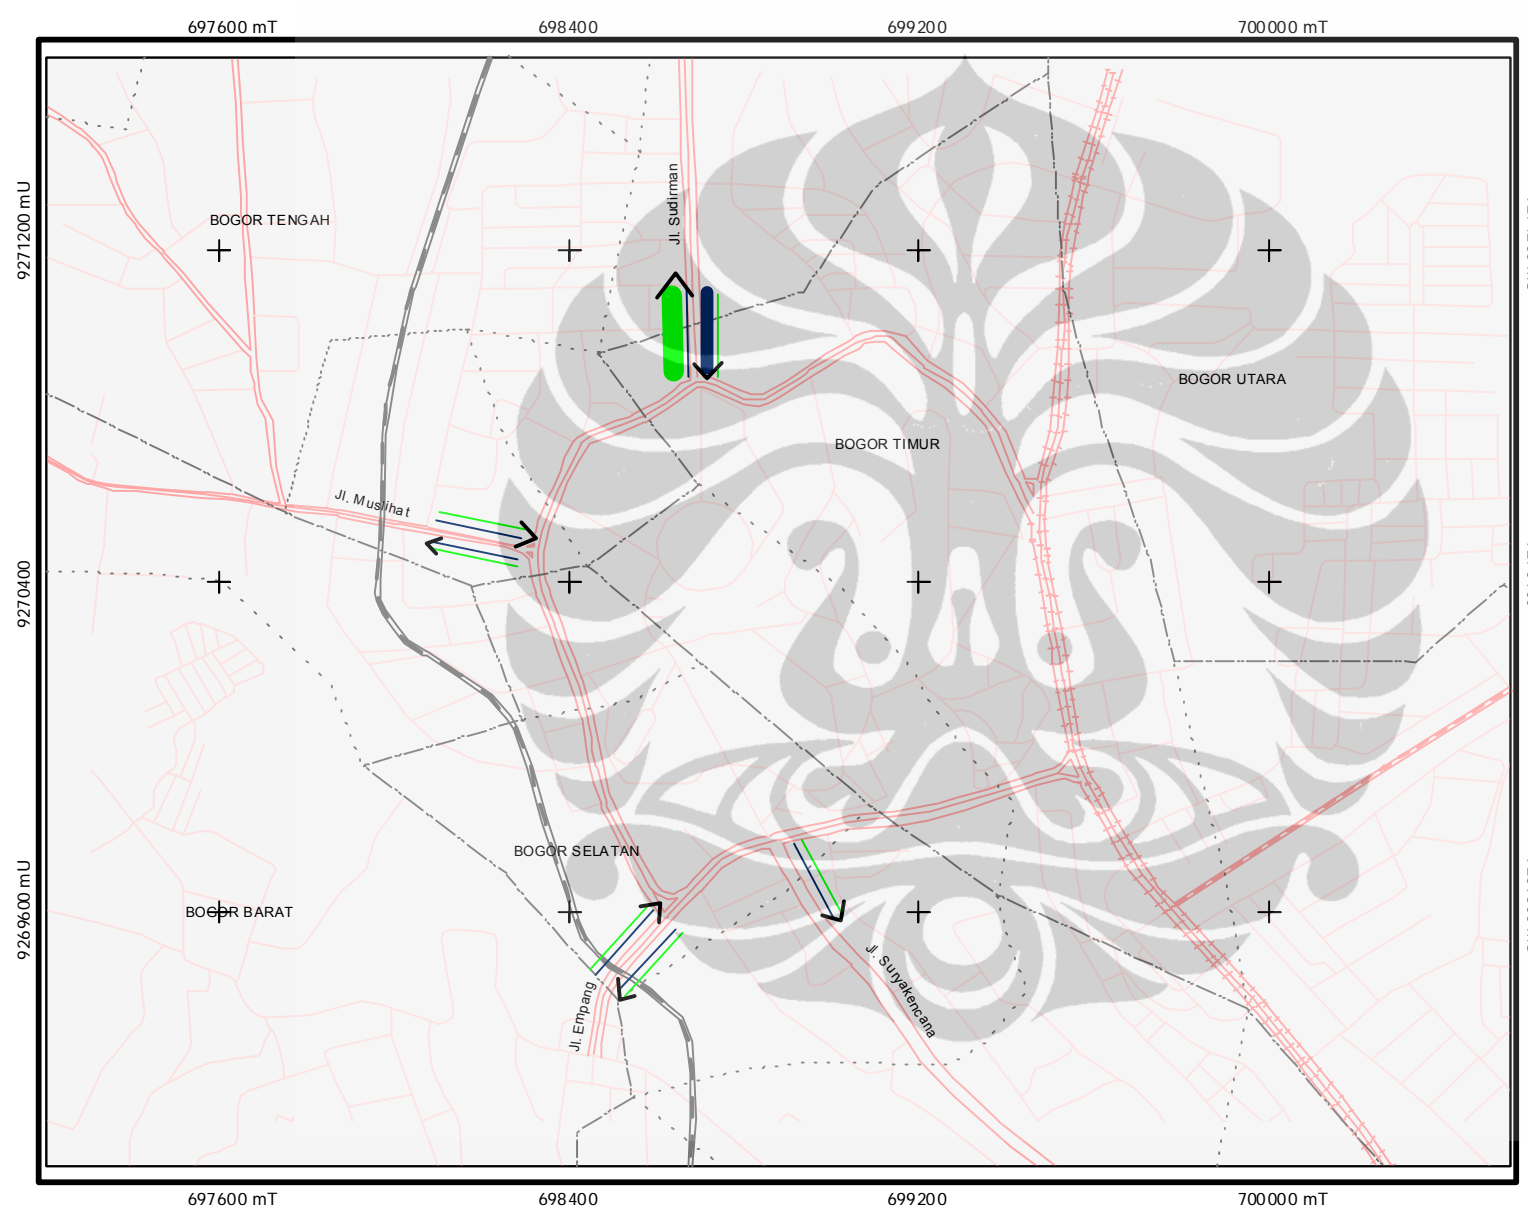 697600 mT
698400
699200
700000 mT
9271200 mU
Jl. Sudirman
BOGOR TENGAH
BOGOR UTARA
BOGOR TIMUR
Jl. Muslihat
9270400
BOGOR SELATAN
9269600 mU
BOGOR BARAT
Jl. Suryakencana
Jl. Empang
697600 mT
698400
699200
700000 mT